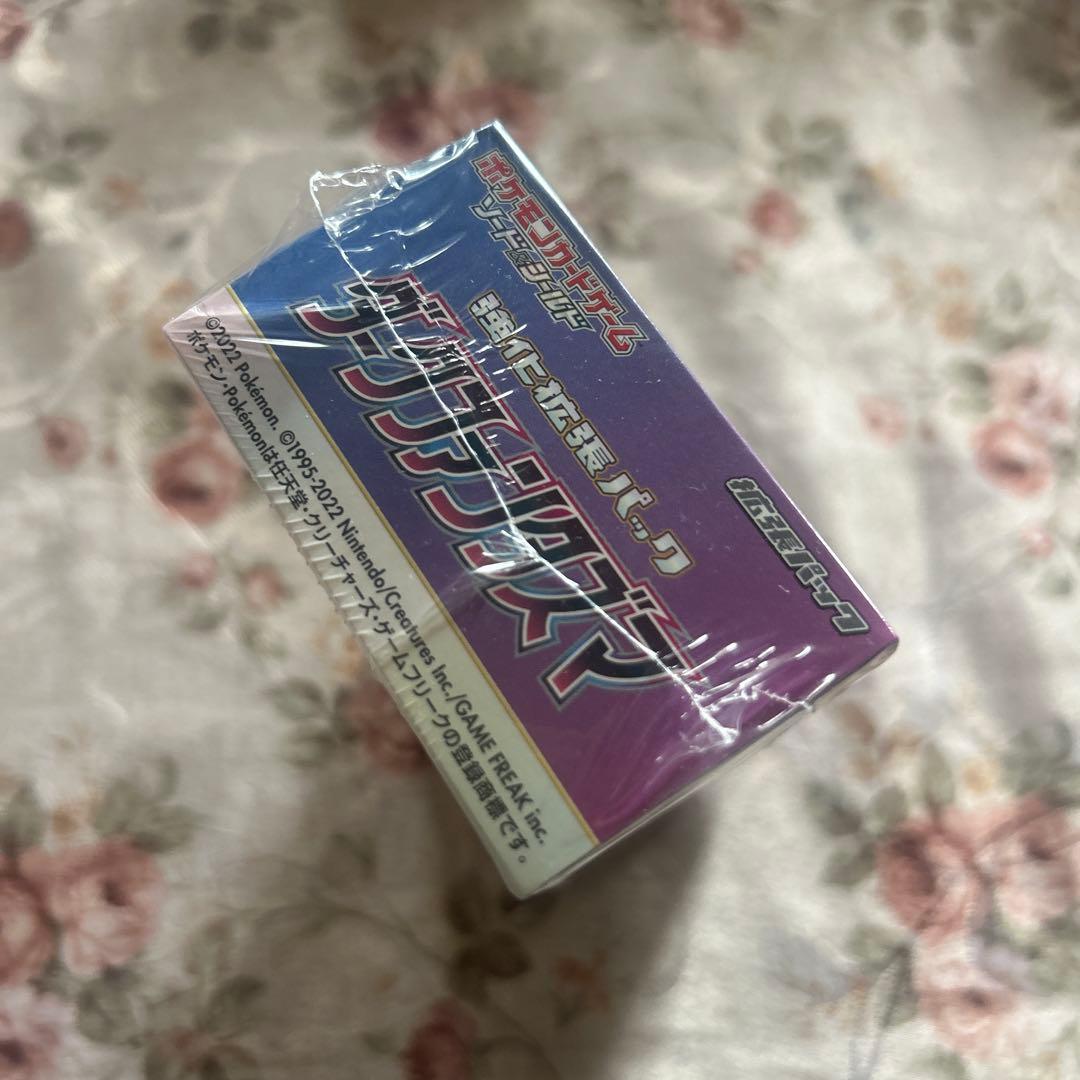 ポケモンカードゲーム
ソード&シールド
強化拡張パック
ダークファンタズマ
拡張パック
©2022 Pokémon. ©1995-2022 Nintendo/Creatures Inc./GAME FREAK inc.
ポケモン・Pokémonは任天堂・クリーチャーズ・ゲームフリークの登録商標です。